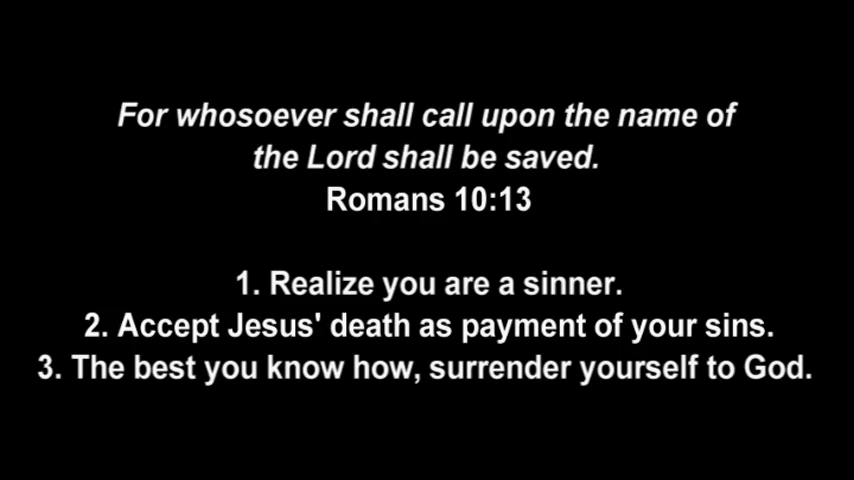 For whosoever shall call upon the name of
the Lord shall be saved.
Romans 10:13
1. Realize you are a sinner.
2. Accept Jesus' death as payment of your sins.
3. The best you know how, surrender yourself to God.